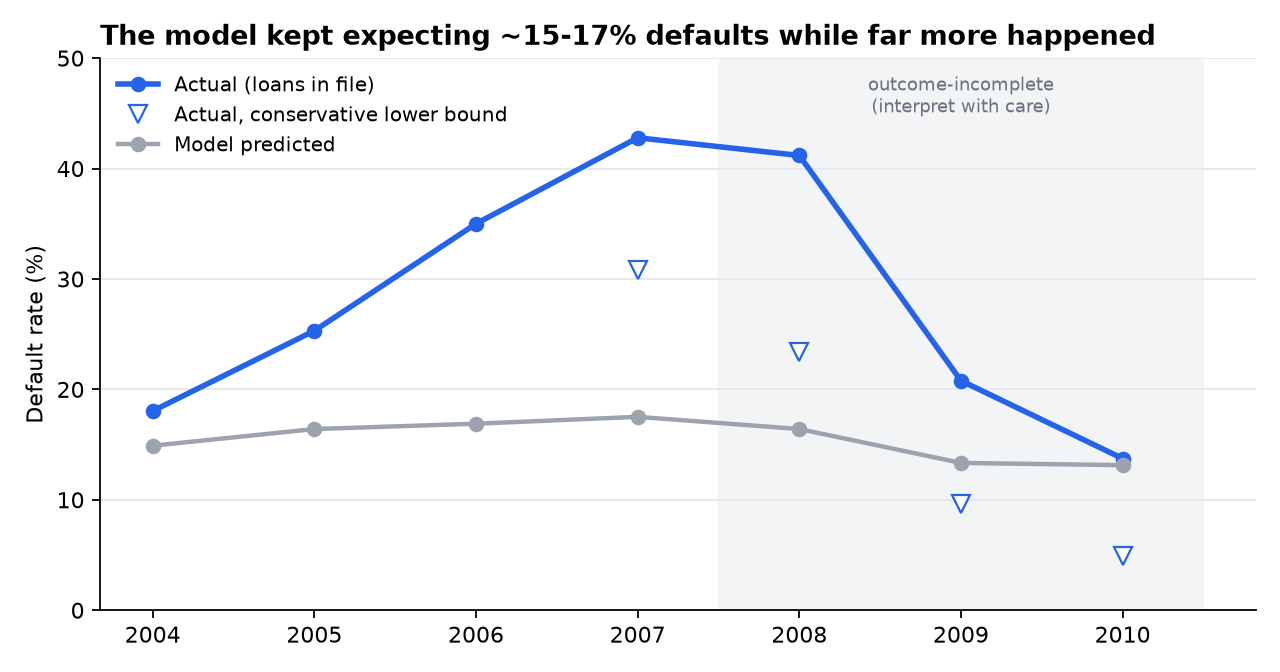 The model kept expecting ~15-17% defaults while far more happened
Actual (loans in file)
Actual, conservative lower bound
Model predicted
outcome-incomplete
(interpret with care)
Default rate (%)
50
40
30
20
10
0
2004 2005 2006 2007 2008 2009 2010